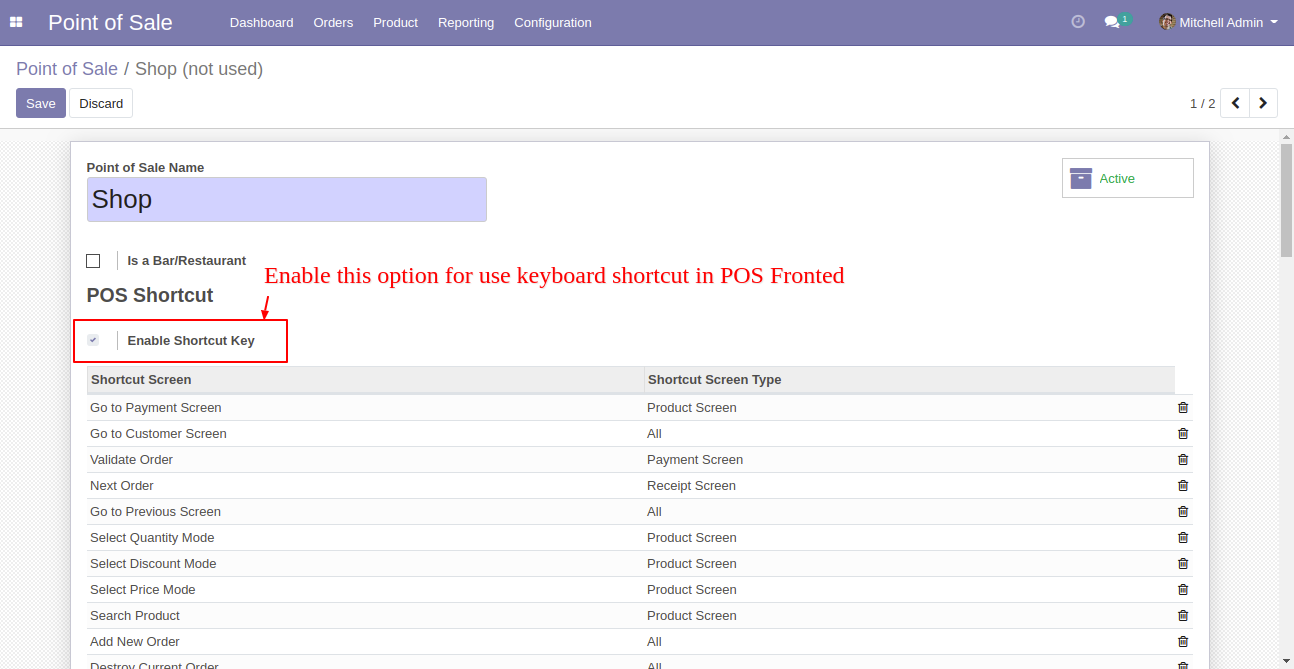 Point of Sale Dashboard Orders Product Reporting Configuration 1 Mitchell Admin
Point of Sale / Shop (not used)
Save Discard 1 / 2
Point of Sale Name
Shop
Active
Is a Bar/Restaurant
Enable this option for use keyboard shortcut in POS Fronted
POS Shortcut
Enable Shortcut Key
Shortcut Screen Shortcut Screen Type
Go to Payment Screen Product Screen
Go to Customer Screen All
Validate Order Payment Screen
Next Order Receipt Screen
Go to Previous Screen All
Select Quantity Mode Product Screen
Select Discount Mode Product Screen
Select Price Mode Product Screen
Search Product Product Screen
Add New Order All
Destroy Current Order All